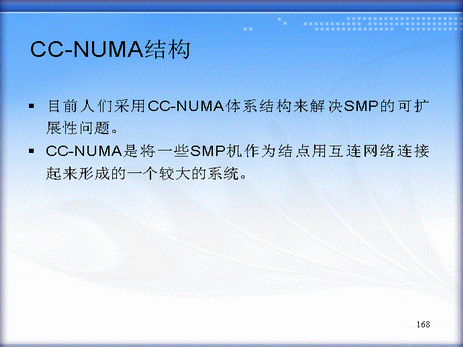 CC-NUMA结构
▪ 目前人们采用CC-NUMA体系结构来解决SMP的可扩
展性问题。
▪ CC-NUMA是将一些SMP机作为结点用互连网络连接
起来形成的一个较大的系统。
168